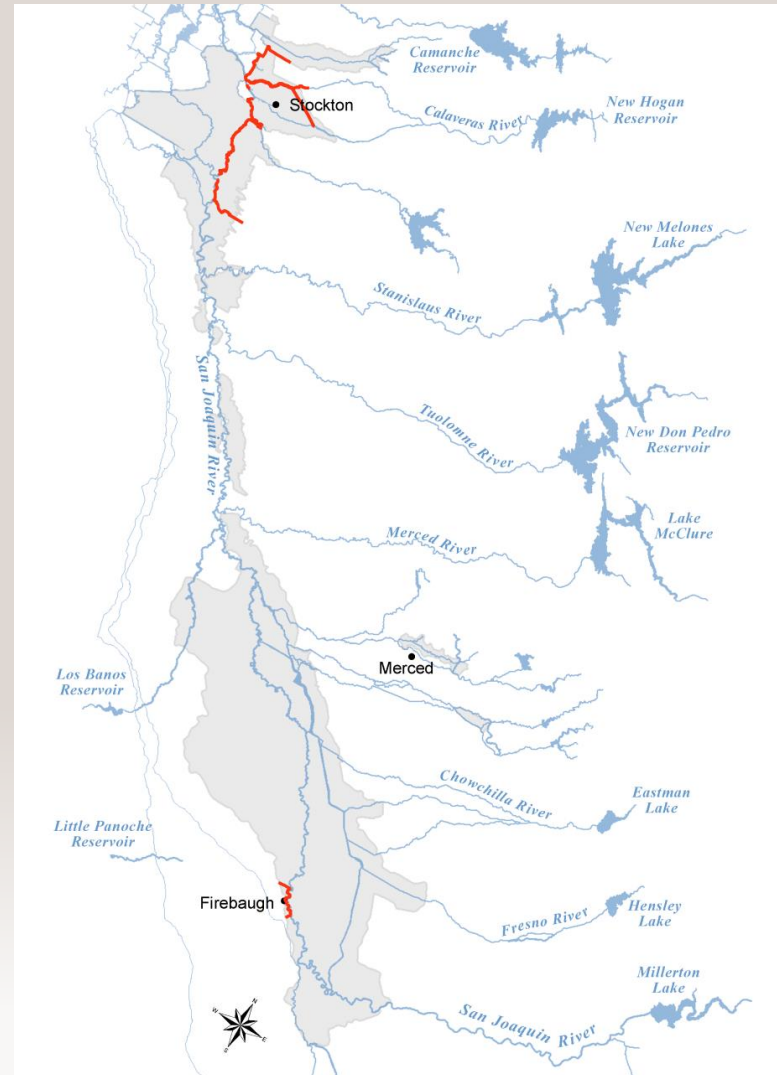 Camanche
Reservoir
Stockton
Calaveras River
New Hogan
Reservoir
New Melones
Lake
Stanislaus River
San Joaquin River
Tuolomne River
New Don Pedro
Reservoir
Merced River
Lake
McClure
Merced
Los Banos
Reservoir
Chowchilla River
Eastman
Lake
Little Panoche
Reservoir
Firebaugh
Fresno River
Hensley
Lake
Millerton
Lake
San Joaquin River
N
W
E
S